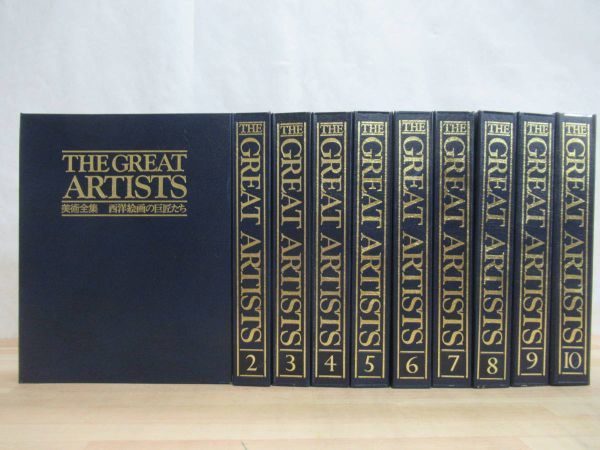 THE GREAT
ARTISTS
美術全集 西洋絵画の巨匠たち
THE GREAT ARTISTS 2
THE GREAT ARTISTS 3
THE GREAT ARTISTS 4
THE GREAT ARTISTS 5
THE GREAT ARTISTS 6
THE GREAT ARTISTS 7
THE GREAT ARTISTS 8
THE GREAT ARTISTS 9
THE GREAT ARTISTS 10